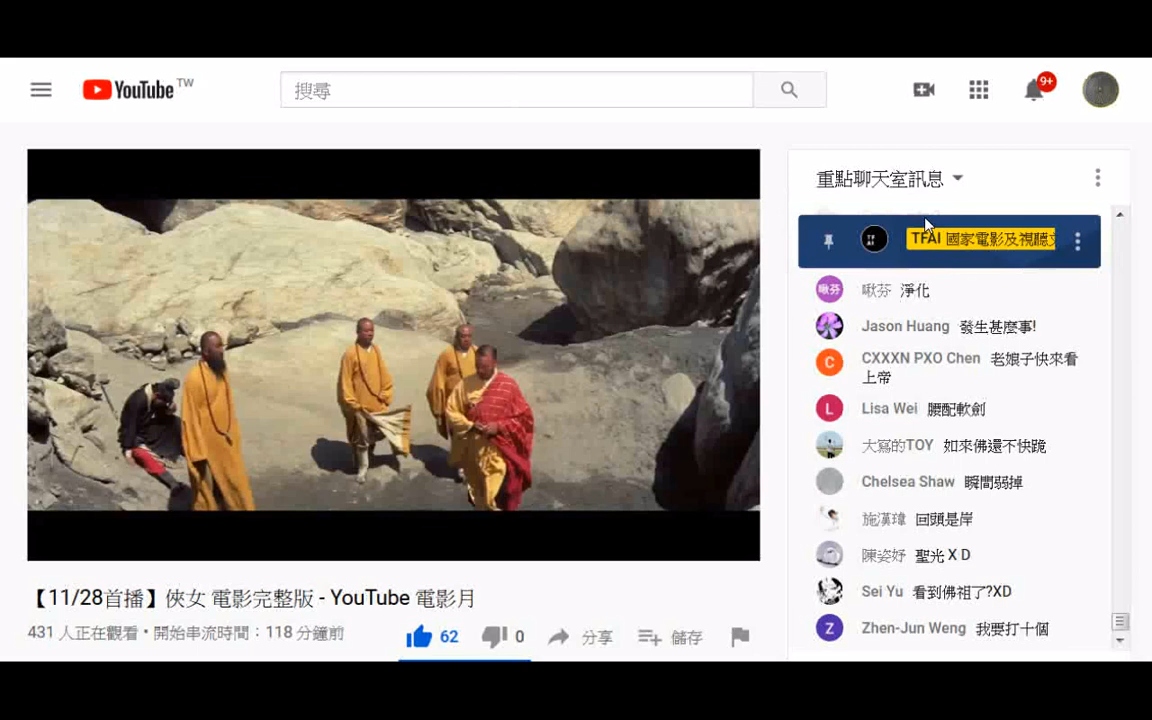 YouTube TW
搜尋
9+
重點聊天室訊息
TFAI 國家電影及視聽文
啾芬 啾芬 淨化
Jason Huang 發生甚麼事!
C CXXXN PXO Chen 老娘子快來看
上帝
L Lisa Wei 腰配軟劍
大寫的TOY 如來佛還不快跪
Chelsea Shaw 瞬間弱掉
施漢瑋 回頭是岸
陳姿妤 聖光 X D
Sei Yu 看到佛祖了?XD
Z Zhen-Jun Weng 我要打十個
【11/28首播】俠女 電影完整版 - YouTube 電影月
431 人正在觀看 • 開始串流時間：118 分鐘前
62 0 分享 儲存